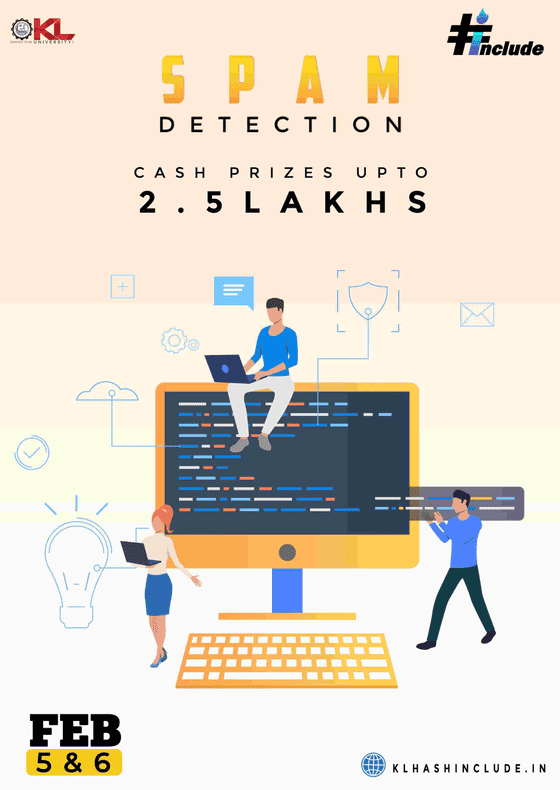 KL
UNIVERSITY
#include
SPAM
DETECTION
CASH PRIZES UPTO
2.5LAKHS
FEB
5 & 6
KLHASHINCLUDE.IN